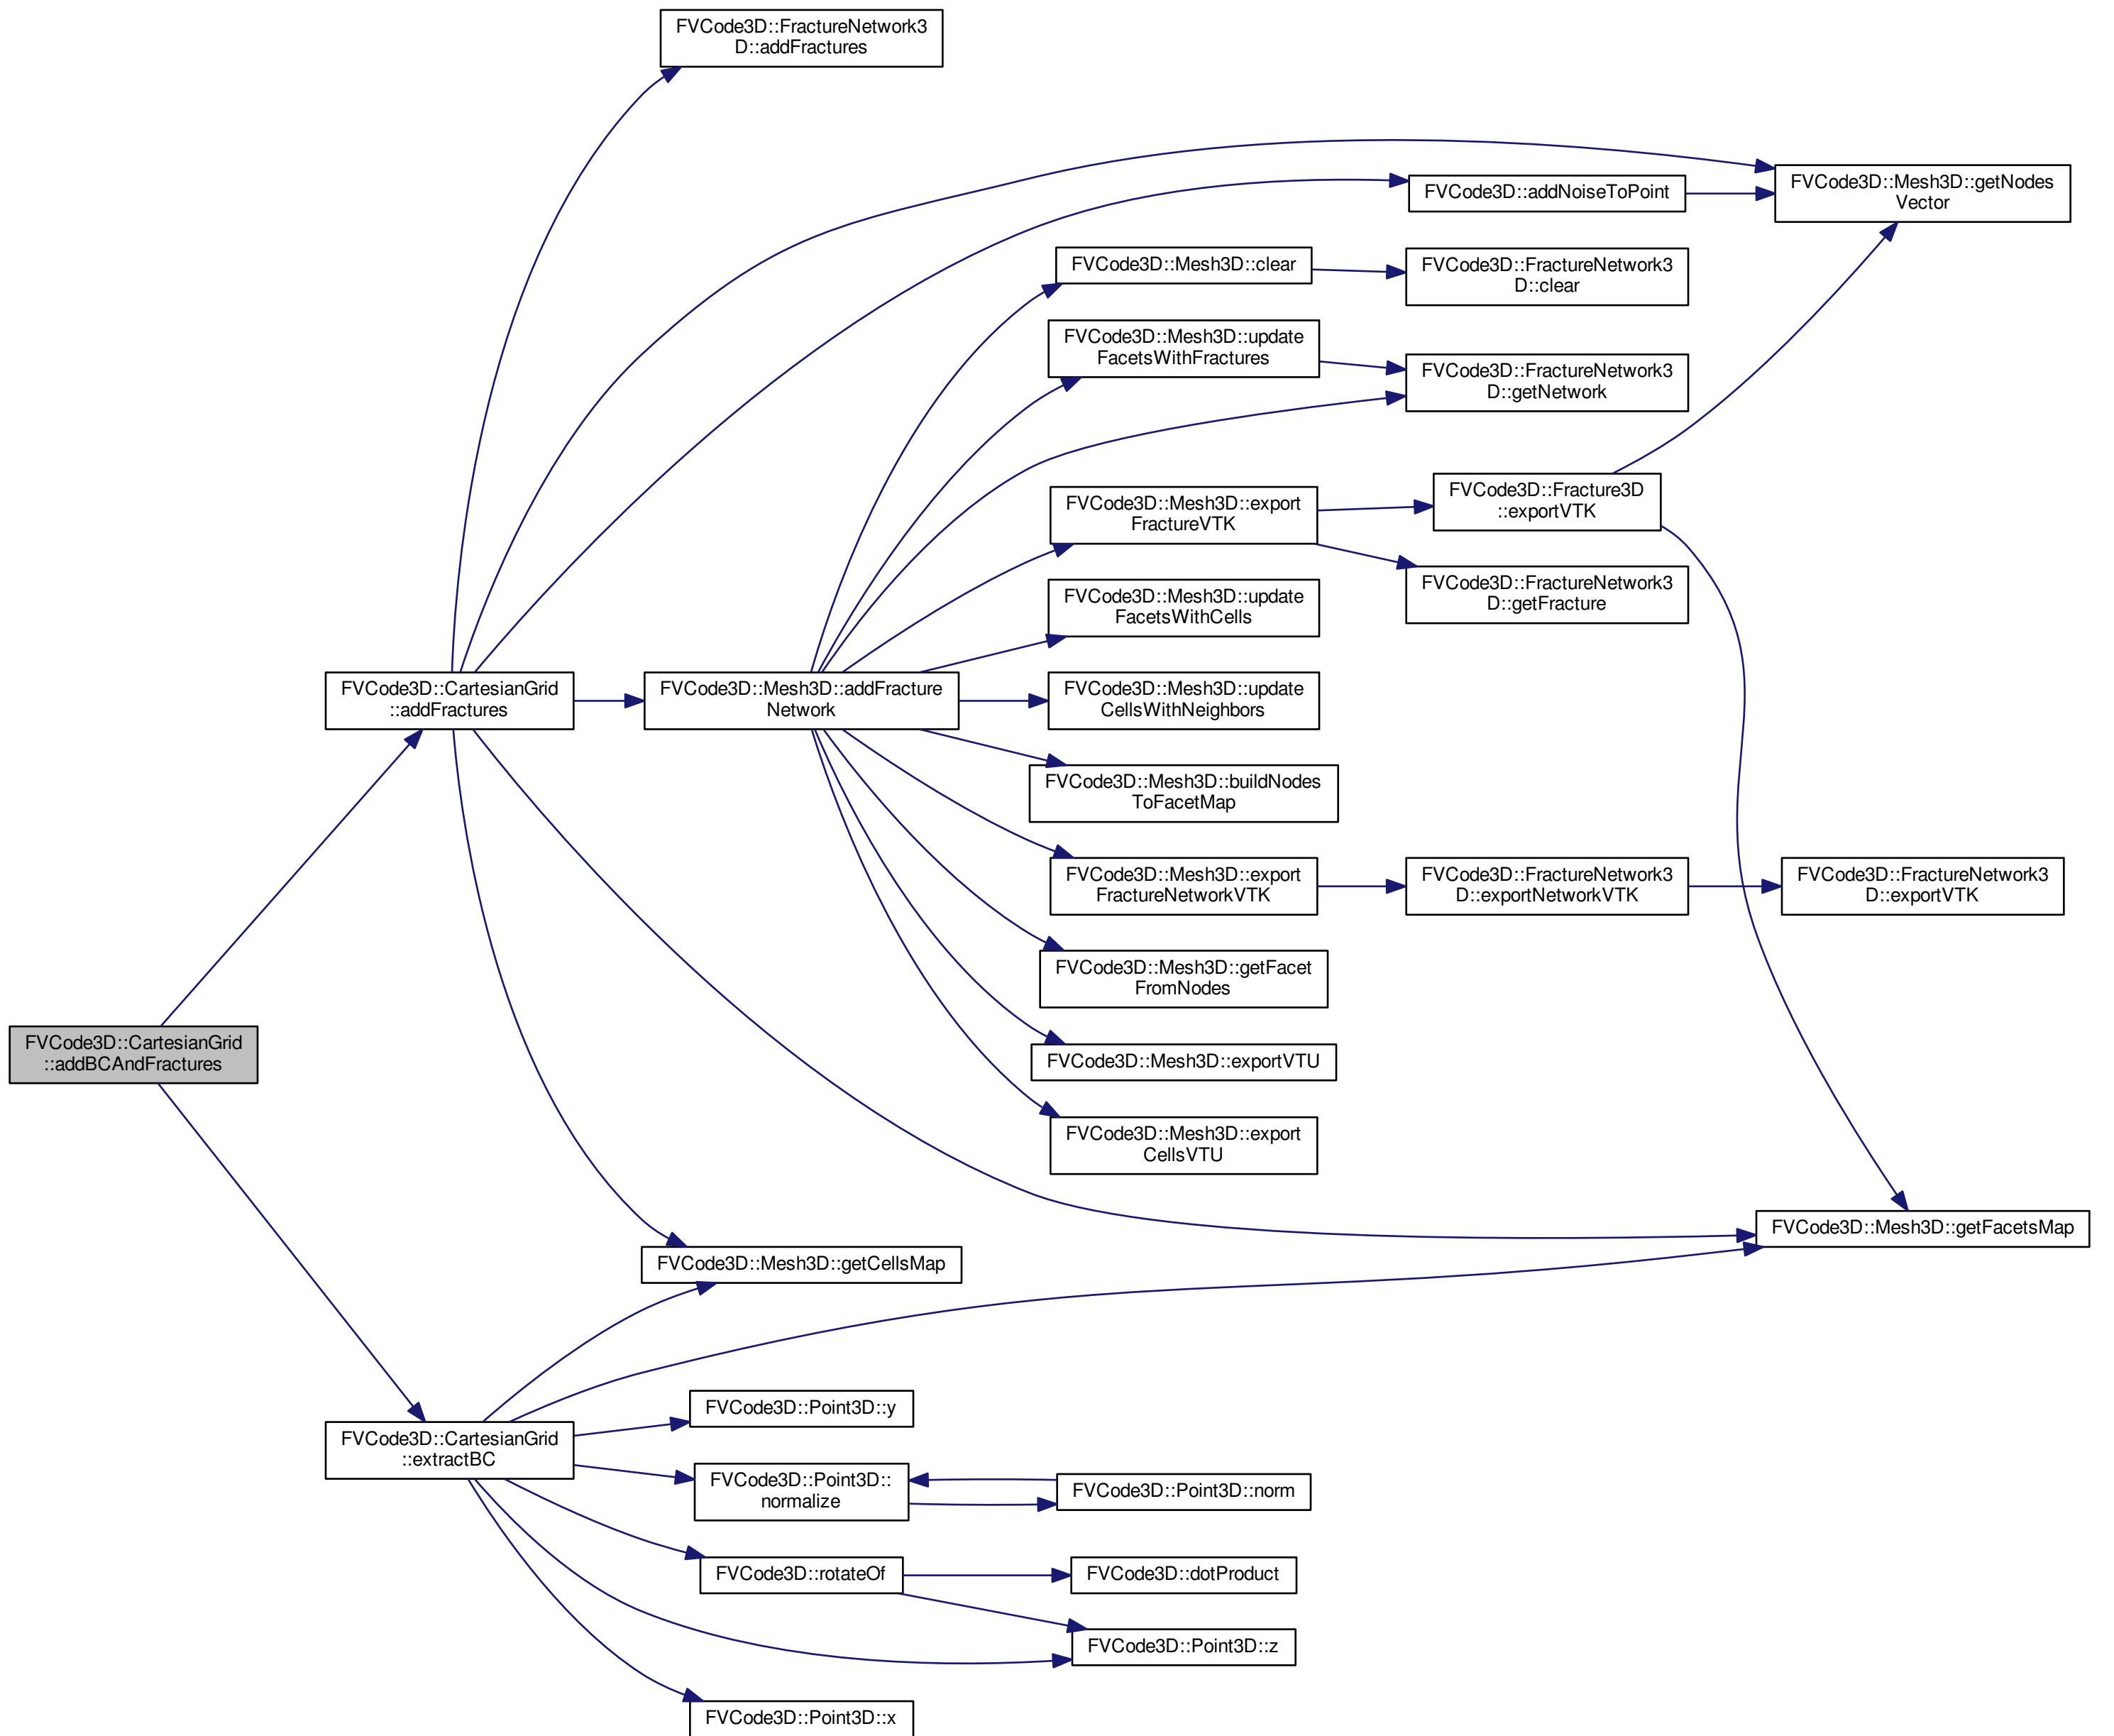 FVCode3D::FractureNetwork3
D::addFractures
FVCode3D::Mesh3D::getNodes
Vector
FVCode3D::addNoiseToPoint
FVCode3D::Mesh3D::clear
FVCode3D::FractureNetwork3
D::clear
FVCode3D::Mesh3D::update
FacetsWithFractures
FVCode3D::FractureNetwork3
D::getNetwork
FVCode3D::Mesh3D::export
FractureVTK
FVCode3D::Fracture3D
::exportVTK
FVCode3D::FractureNetwork3
D::getFracture
FVCode3D::Mesh3D::update
FacetsWithCells
FVCode3D::CartesianGrid
::addFractures
FVCode3D::Mesh3D::addFracture
Network
FVCode3D::Mesh3D::update
CellsWithNeighbors
FVCode3D::Mesh3D::buildNodes
ToFacetMap
FVCode3D::Mesh3D::export
FractureNetworkVTK
FVCode3D::FractureNetwork3
D::exportNetworkVTK
FVCode3D::FractureNetwork3
D::exportVTK
FVCode3D::Mesh3D::getFacet
FromNodes
FVCode3D::CartesianGrid
::addBCAndFractures
FVCode3D::Mesh3D::exportVTU
FVCode3D::Mesh3D::export
CellsVTU
FVCode3D::Mesh3D::getFacetsMap
FVCode3D::Mesh3D::getCellsMap
FVCode3D::Point3D::y
FVCode3D::CartesianGrid
::extractBC
FVCode3D::Point3D::
normalize
FVCode3D::Point3D::norm
FVCode3D::rotateOf
FVCode3D::dotProduct
FVCode3D::Point3D::z
FVCode3D::Point3D::x